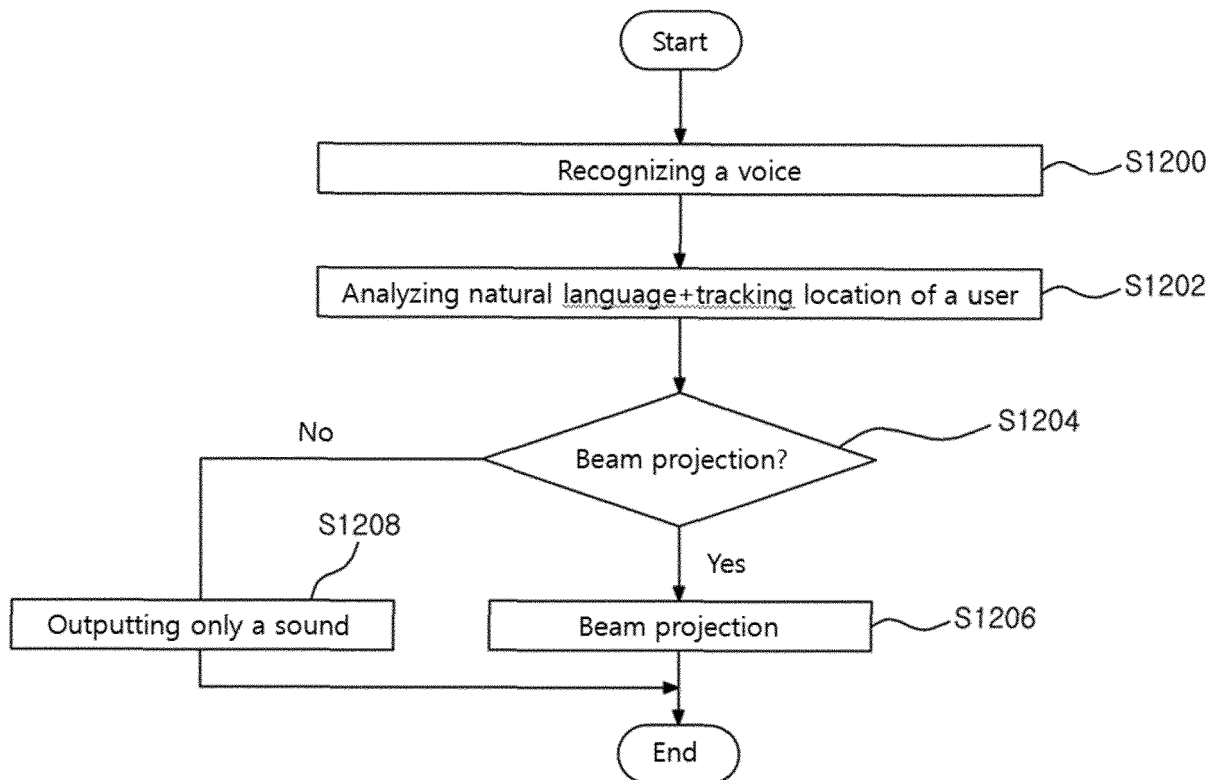 Start
Recognizing a voice
S1200
Analyzing natural language+tracking location of a user
S1202
Beam projection?
S1204
No
Yes
S1208
Outputting only a sound
Beam projection
S1206
End